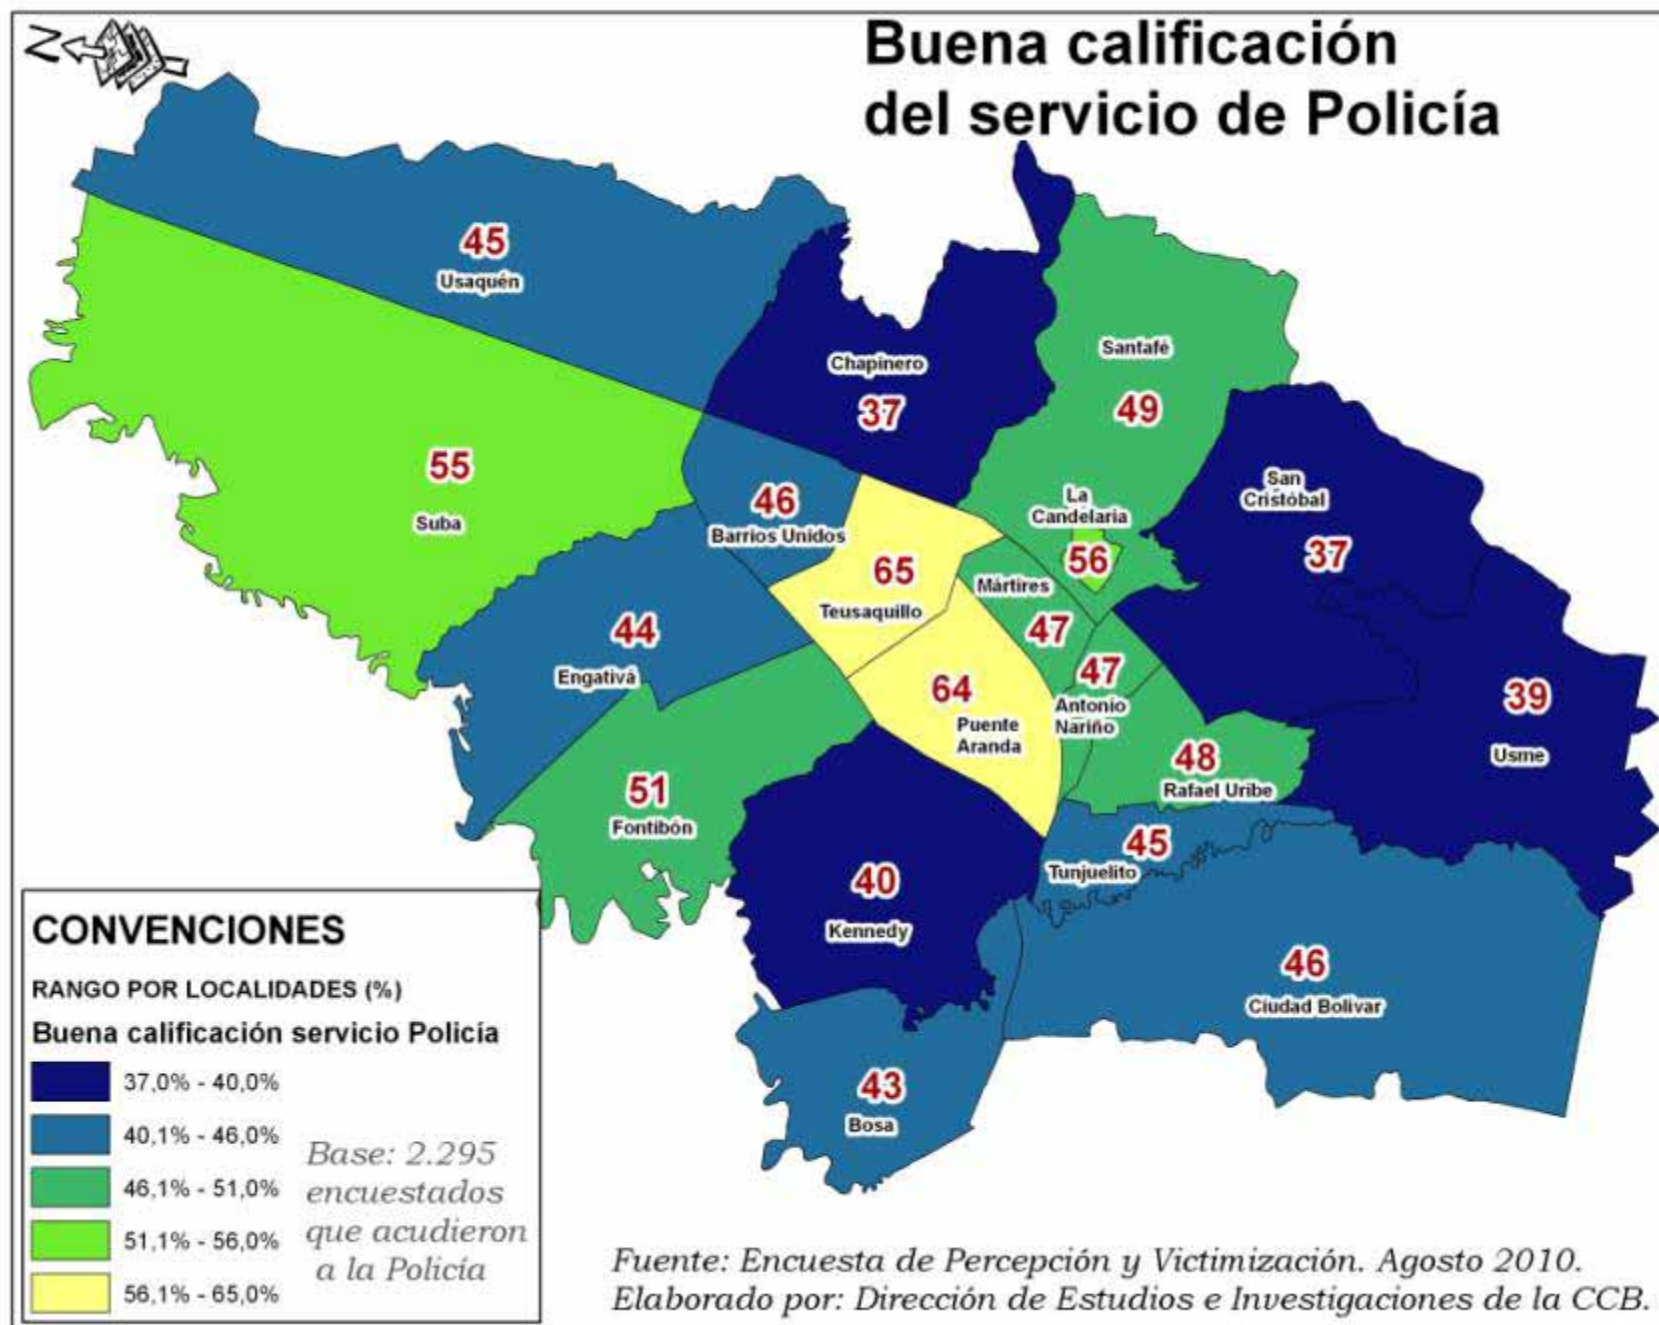 N
Buena calificación
del servicio de Policía
45
Usaquén
Chapinero
37
Santafé
49
55
Suba
46
Barrios Unidos
La
Candelaria
56
San
Cristóbal
37
65
Teusaquillo
Mártires
47
44
Engativá
47
Antonio
Nariño
64
Puente
Aranda
39
Usme
48
Rafael Uribe
51
Fontibón
45
Tunjuelito
40
Kennedy
46
Ciudad Bolívar
43
Bosa
CONVENCIONES
RANGO POR LOCALIDADES (%)
Buena calificación servicio Policía
37,0% - 40,0%
40,1% - 46,0%
46,1% - 51,0%
51,1% - 56,0%
56,1% - 65,0%
Base: 2.295
encuestados
que acudieron
a la Policía
Fuente: Encuesta de Percepción y Victimización. Agosto 2010.
Elaborado por: Dirección de Estudios e Investigaciones de la CCB.